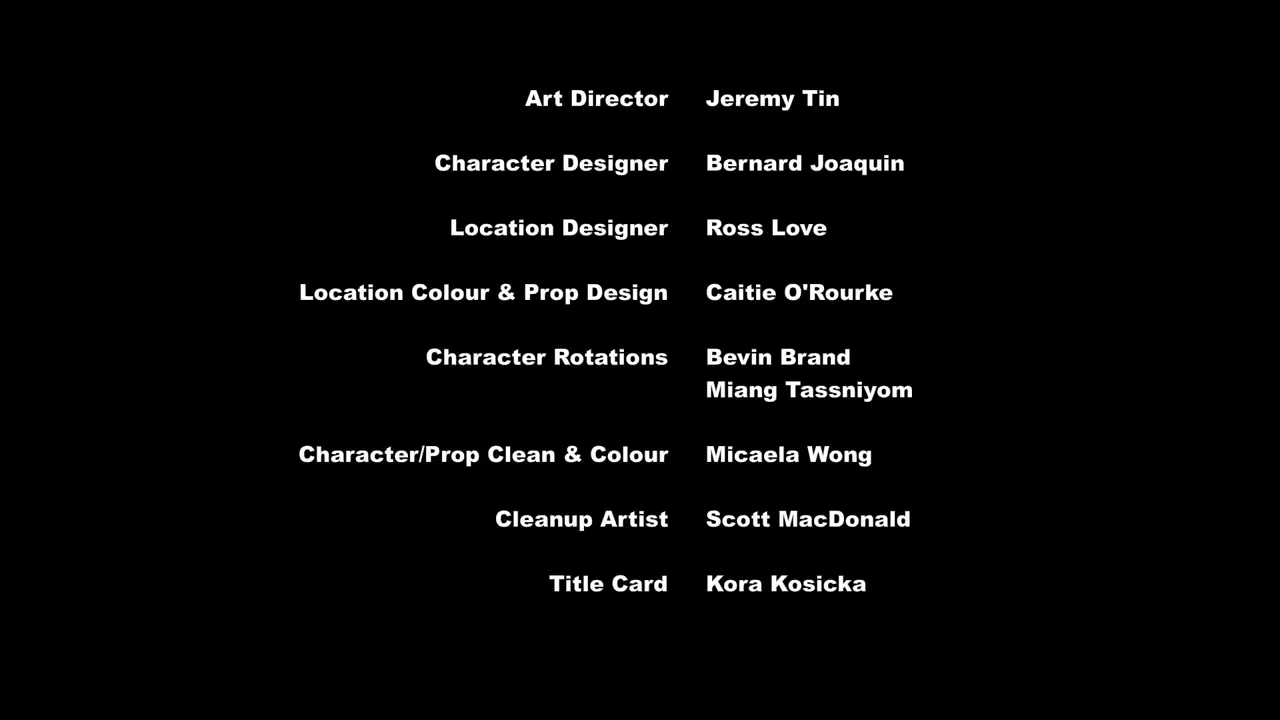 Art Director Jeremy Tin
Character Designer Bernard Joaquin
Location Designer Ross Love
Location Colour & Prop Design Caitie O'Rourke
Character Rotations Bevin Brand
Miang Tassniyom
Character/Prop Clean & Colour Micaela Wong
Cleanup Artist Scott MacDonald
Title Card Kora Kosicka